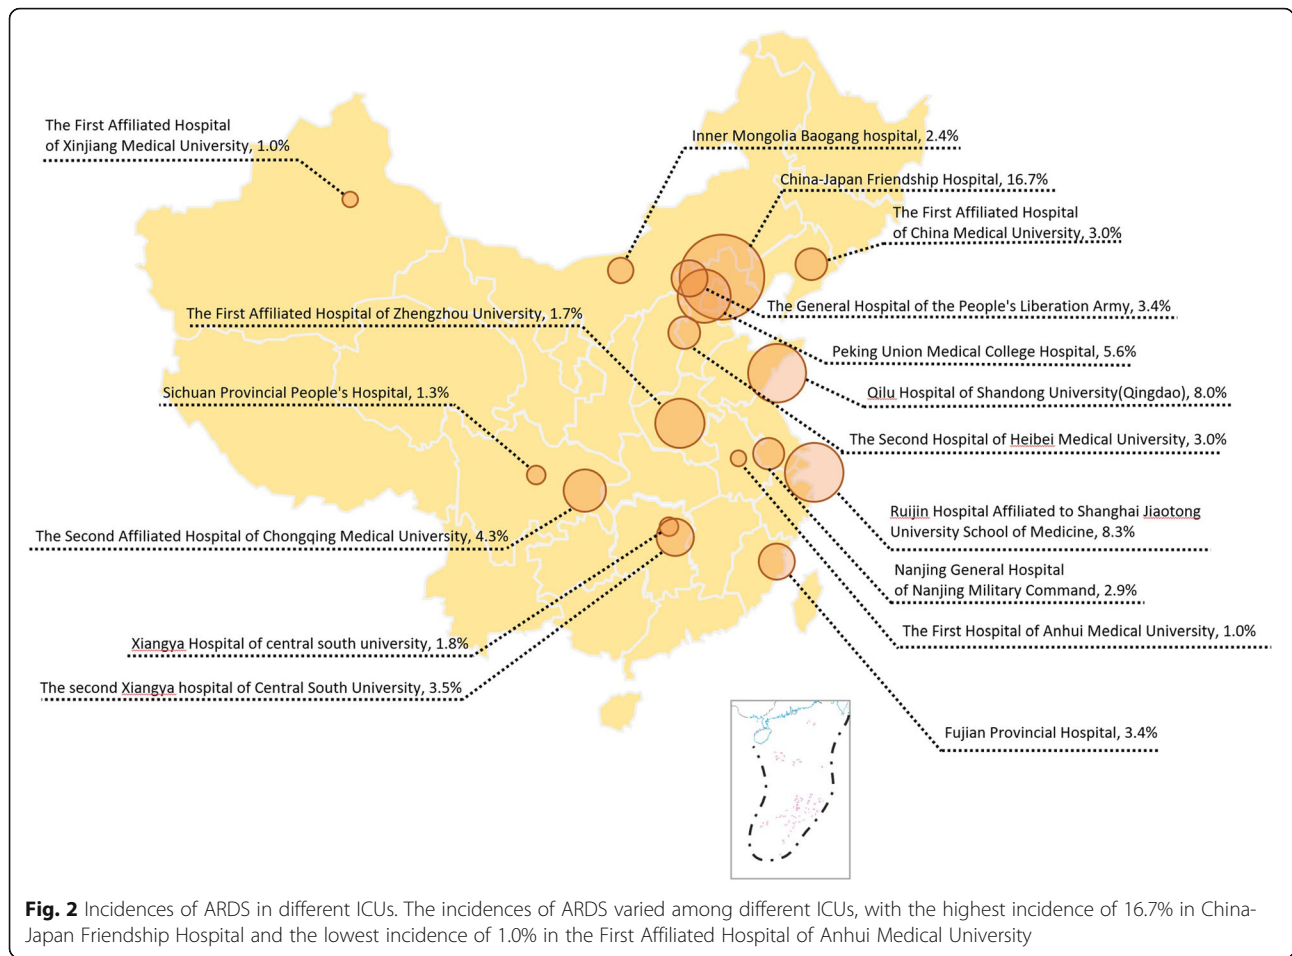 The First Affiliated Hospital
of Xinjiang Medical University, 1.0%
Inner Mongolia Baogang hospital, 2.4%
China-Japan Friendship Hospital, 16.7%
The First Affiliated Hospital
of China Medical University, 3.0%
The First Affiliated Hospital of Zhengzhou University, 1.7%
The General Hospital of the People's Liberation Army, 3.4%
Peking Union Medical College Hospital, 5.6%
Sichuan Provincial People's Hospital, 1.3%
Qilu Hospital of Shandong University(Qingdao), 8.0%
The Second Hospital of Heibei Medical University, 3.0%
Ruijin Hospital Affiliated to Shanghai Jiaotong
University School of Medicine, 8.3%
The Second Affiliated Hospital of Chongqing Medical University, 4.3%
Nanjing General Hospital
of Nanjing Military Command, 2.9%
The First Hospital of Anhui Medical University, 1.0%
Xiangya Hospital of central south university, 1.8%
The second Xiangya hospital of Central South University, 3.5%
Fujian Provincial Hospital, 3.4%
Fig. 2 Incidences of ARDS in different ICUs. The incidences of ARDS varied among different ICUs, with the highest incidence of 16.7% in China-
Japan Friendship Hospital and the lowest incidence of 1.0% in the First Affiliated Hospital of Anhui Medical University